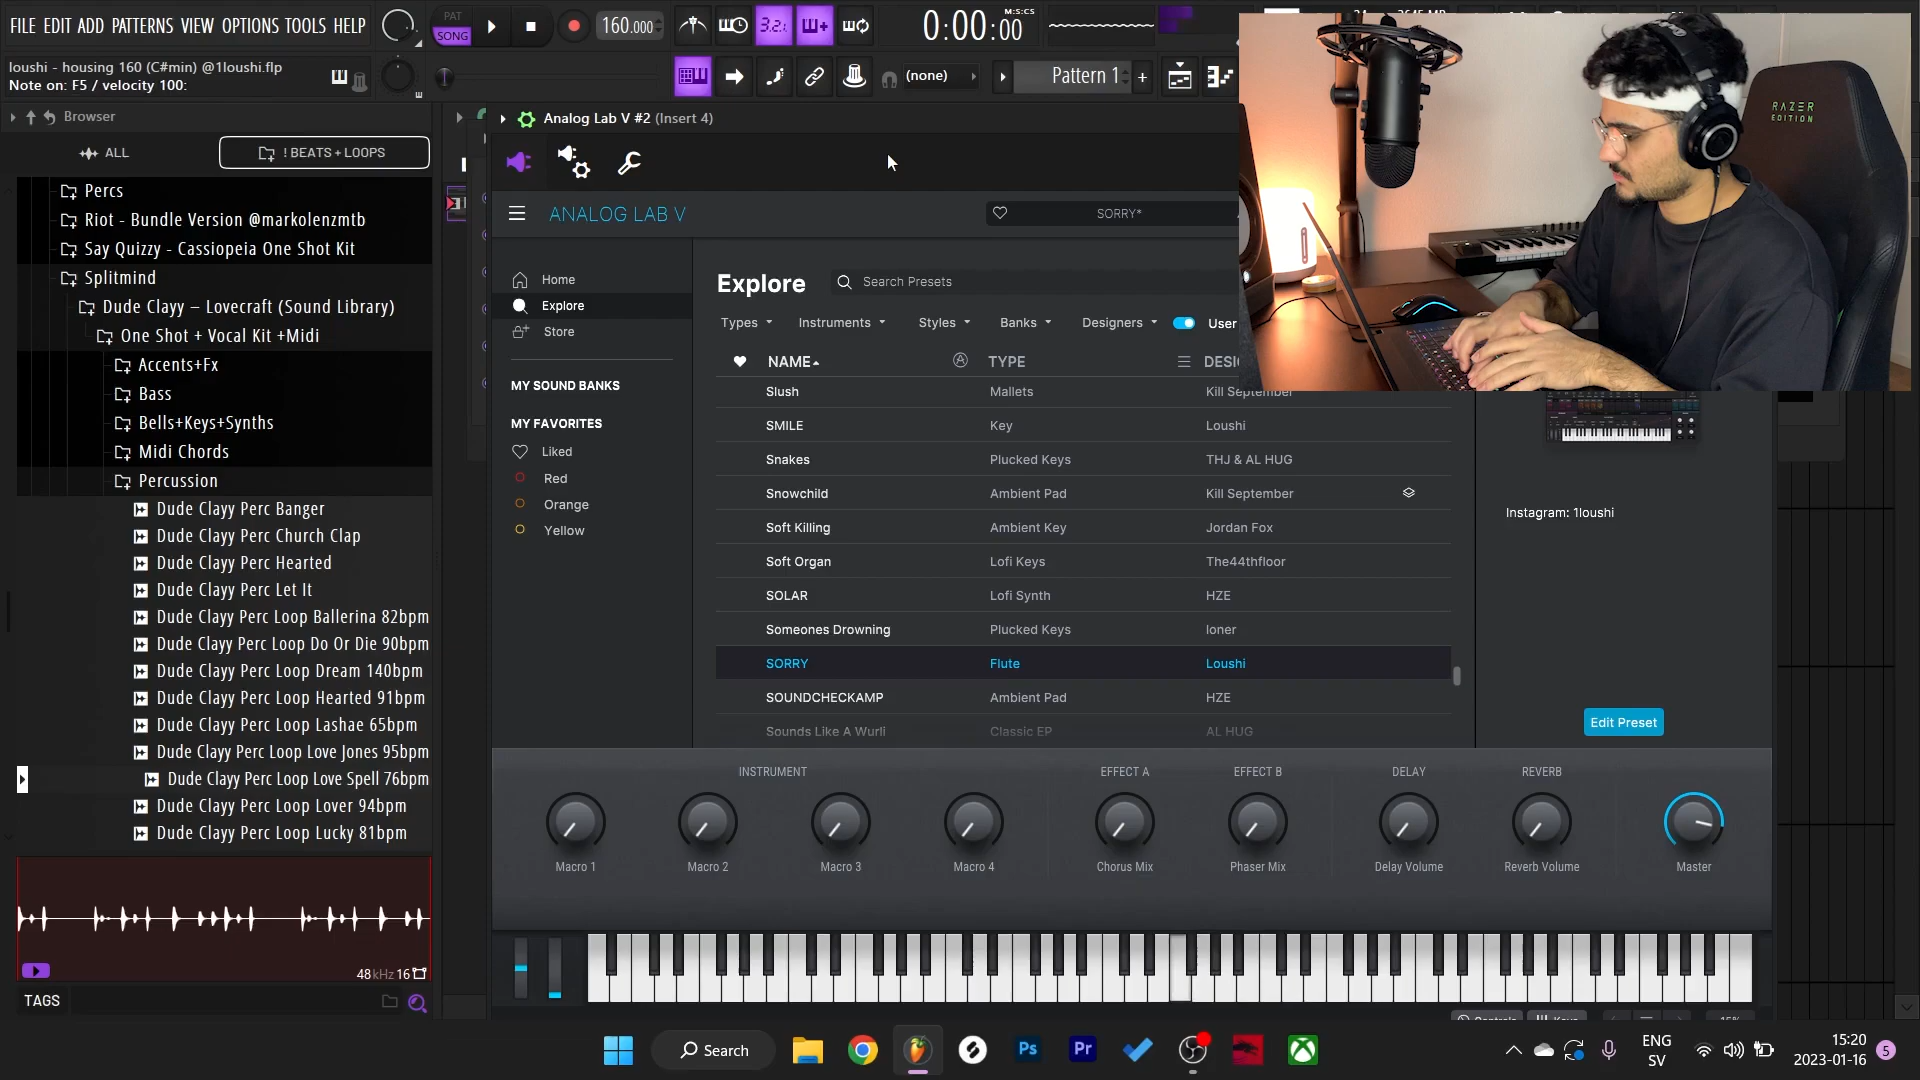 FILE EDIT ADD PATTERNS VIEW OPTIONS TOOLS HELP
PAT
SONG
160.000
3.2.1
0:00:00
M:S:CS
loushi - housing 160 (C#min) @1loushi.flp
Note on: F5 / velocity 100:
(none)
Pattern 1
+
Browser
ALL
! BEATS + LOOPS
Percs
Riot - Bundle Version @markolenzmtb
Say Quizzy - Cassiopeia One Shot Kit
Splitmind
Dude Clayy – Lovecraft (Sound Library)
One Shot + Vocal Kit +Midi
Accents+Fx
Bass
Bells+Keys+Synths
Midi Chords
Percussion
Dude Clayy Perc Banger
Dude Clayy Perc Church Clap
Dude Clayy Perc Hearted
Dude Clayy Perc Let It
Dude Clayy Perc Loop Ballerina 82bpm
Dude Clayy Perc Loop Do Or Die 90bpm
Dude Clayy Perc Loop Dream 140bpm
Dude Clayy Perc Loop Hearted 91bpm
Dude Clayy Perc Loop Lashae 65bpm
Dude Clayy Perc Loop Love Jones 95bpm
Dude Clayy Perc Loop Love Spell 76bpm
Dude Clayy Perc Loop Lover 94bpm
Dude Clayy Perc Loop Lucky 81bpm
48kHz 16
TAGS
Analog Lab V #2 (Insert 4)
ANALOG LAB V
SORRY*
Home
Explore
Store
MY SOUND BANKS
MY FAVORITES
Liked
Red
Orange
Yellow
Explore
Search Presets
Types Instruments Styles Banks Designers User
NAME TYPE
Slush Mallets Kill September
SMILE Key Loushi
Snakes Plucked Keys THJ & AL HUG
Snowchild Ambient Pad Kill September
Soft Killing Ambient Key Jordan Fox
Soft Organ Lofi Keys The44thfloor
SOLAR Lofi Synth HZE
Someones Drowning Plucked Keys loner
SORRY Flute Loushi
SOUNDCHECKAMP Ambient Pad HZE
Sounds Like A Wurli Classic EP AL HUG
Instagram: 1loushi
Edit Preset
INSTRUMENT EFFECT A EFFECT B DELAY REVERB
Macro 1 Macro 2 Macro 3 Macro 4 Chorus Mix Phaser Mix Delay Volume Reverb Volume Master
RAZER
EDITION
Search
Ps
Pr
ENG
SV
15:20
2023-01-16
5